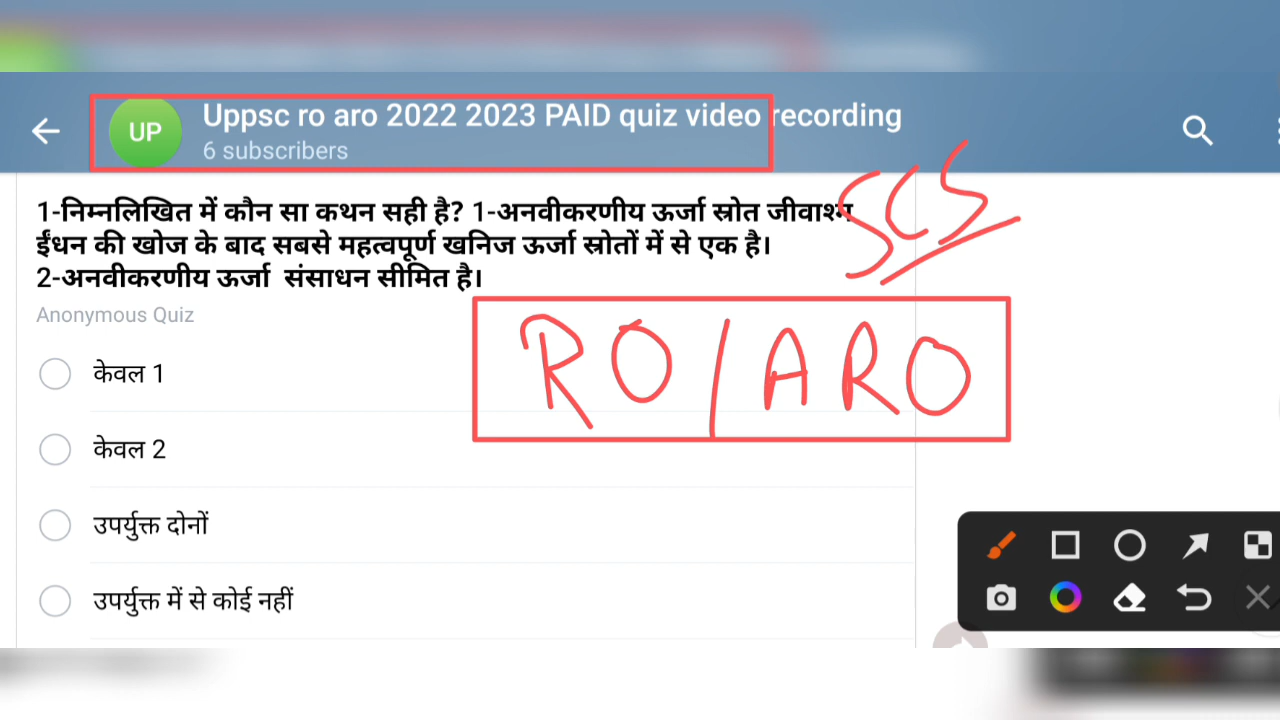 UP
Uppsc ro aro 2022 2023 PAID quiz video recording
6 subscribers
SCS
1-निम्नलिखित में कौन सा कथन सही है? 1-अनवीकरणीय ऊर्जा स्रोत जीवाश्म
ईंधन की खोज के बाद सबसे महत्वपूर्ण खनिज ऊर्जा स्रोतों में से एक है।
2-अनवीकरणीय ऊर्जा संसाधन सीमित है।
Anonymous Quiz
RO/ARO
केवल 1
केवल 2
उपर्युक्त दोनों
उपर्युक्त में से कोई नहीं